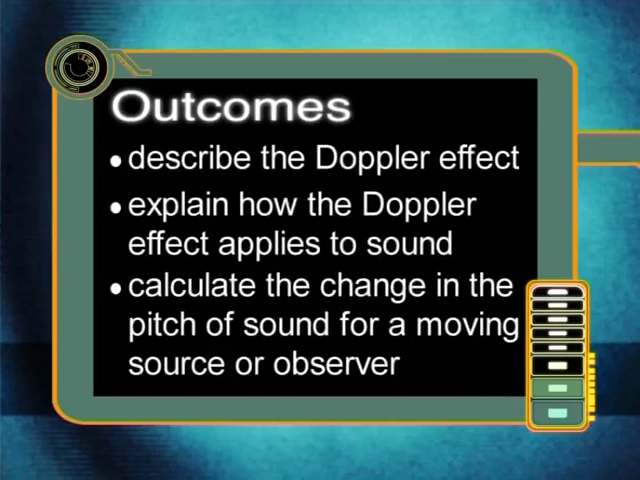 Outcomes
• describe the Doppler effect
• explain how the Doppler
effect applies to sound
• calculate the change in the
pitch of sound for a moving
source or observer